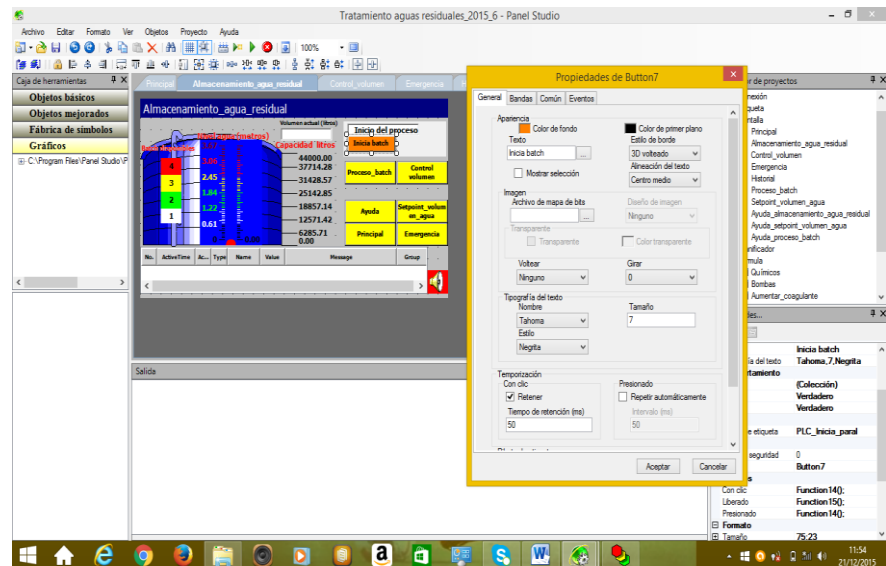 Tratamiento aguas residuales_2015_6 - Panel Studio
Archivo Editar Formato Ver Objetos Proyecto Ayuda
100%
Caja de herramientas
Objetos básicos
Objetos mejorados
Fábrica de símbolos
Gráficos
C:\Program Files\Panel Studio\P
Principal Almacenamiento_agua_residual Control_volumen Emergencia
Almacenamiento_agua_residual
Volumen actual (litros)
Capacidad litros
44000.00
37714.28
31428.57
25142.85
18857.14
12571.42
6285.71
0.00
3.06
2.45
1.84
1.22
0.61
4
3
2
1
Inicio del proceso
Inicia batch
Proceso_batch
Control volumen
Ayuda
Setpoint_volum en_agua
Principal
Emergencia
No. ActiveTime Ac... Type Name Value Message Group
Salida
Propiedades de Button7
General Bandas Común Eventos
Apariencia
Color de fondo
Color de primer plano
Texto
Estilo de borde
Inicia batch
...
3D volteado
Alineación del texto
Mostrar selección
Centro medio
Imagen
Archivo de mapa de bits
Diseño de imagen
...
Ninguno
Transparente
Transparente
Color transparente
Voltear
Girar
Ninguno
0
Tipografía del texto
Nombre
Tamaño
Tahoma
7
Estilo
Negrita
Temporización
Con clic
Presionado
Retener
Repetir automáticamente
Tiempo de retención (ms)
Intervalo (ms)
50
50
Aceptar
Cancelar
r de proyectos
Principal
Almacenamiento_agua_residual
Control_volumen
Emergencia
Historial
Proceso_batch
Setpoint_volumen_agua
Ayuda_almacenamiento_agua_residual
Ayuda_setpoint_volumen_agua
Ayuda_proceso_batch
Químicos
Bombas
Aumentar_coagulante
Inicia batch
ía del texto Tahoma,7,Negrita
(Colección)
Verdadero
Verdadero
e etiqueta PLC_Inicia_paral
seguridad 0
Button7
Con clic Function14();
Liberado Function15();
Presionado Function14();
Formato
Tamaño 75;23
11:54
21/12/2015